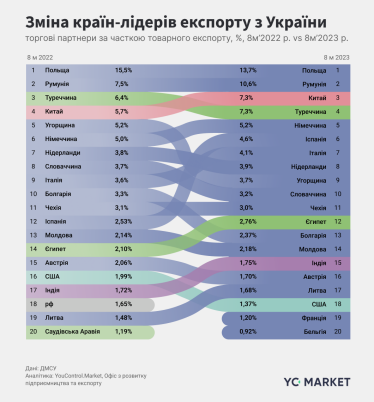 Зміна країн-лідерів експорту з України
торгові партнери за часткою товарного експорту, %, 8м'2022 р. vs 8м'2023 р.
8 м 2022 8 м 2023
1 Польща 15,5% 13,7% Польща 1
2 Румунія 7,5% 10,6% Румунія 2
3 Туреччина 6,4% 7,3% Китай 3
4 Китай 5,7% 7,3% Туреччина 4
5 Угорщина 5,2% 5,2% Німеччина 5
6 Німеччина 5,0% 4,6% Іспанія 6
7 Нідерланди 3,8% 4,1% Італія 7
8 Словаччина 3,7% 3,9% Нідерланди 8
9 Італія 3,6% 3,7% Угорщина 9
10 Болгарія 3,3% 3,2% Словаччина 10
11 Чехія 3,1% 3,0% Чехія 11
12 Іспанія 2,53% 2,76% Єгипет 12
13 Молдова 2,14% 2,37% Болгарія 13
14 Єгипет 2,10% 2,18% Молдова 14
15 Австрія 2,06% 1,75% Індія 15
16 США 1,99% 1,70% Австрія 16
17 Індія 1,72% 1,68% Литва 17
18 рф 1,65% 1,37% США 18
19 Литва 1,48% 1,20% Франція 19
20 Саудівська Аравія 1,19% 0,92% Бельгія 20
Дані: ДМСУ
Аналітика: YouControl.Market, Офіс з розвитку
підприємництва та експорту
YC MARKET